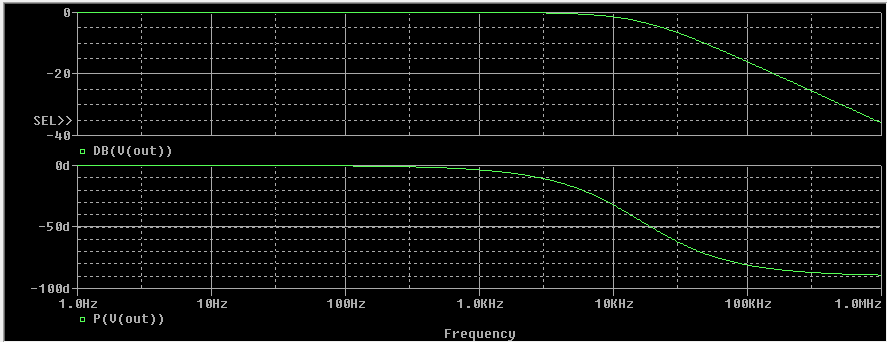 0
-20
SEL>>
-40
DB(V(out))
0d
-50d
-100d
1.0Hz 10Hz 100Hz 1.0KHz 10KHz 100KHz 1.0MHz
P(V(out))
Frequency